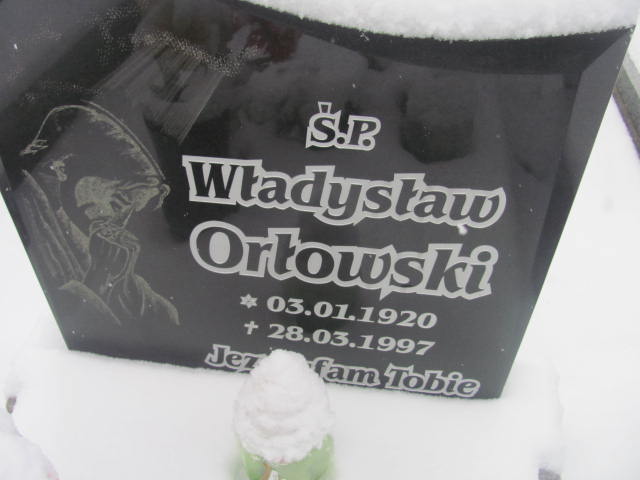 Ś.P.
Władysław
Orłowski
✡ 03.01.1920
✝ 28.03.1997
Tobie